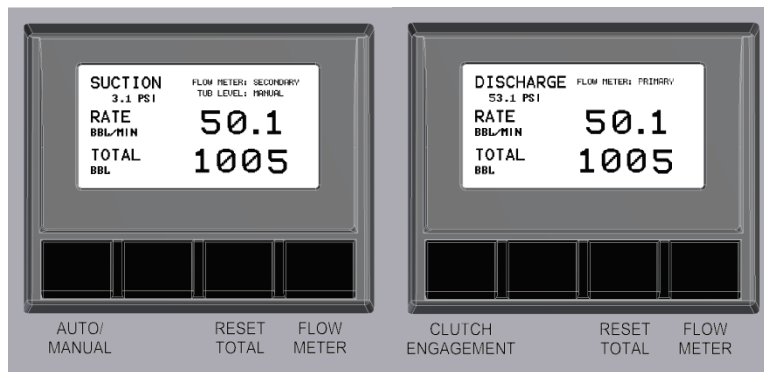 SUCTION FLOW METER: SECONDARY
3.1 PSI TUB LEVEL: MANUAL
RATE
BBL/MIN 50.1
TOTAL
BBL 1005
AUTO/ RESET FLOW
MANUAL TOTAL METER
DISCHARGE FLOW METER: PRIMARY
53.1 PSI
RATE
BBL/MIN 50.1
TOTAL
BBL 1005
CLUTCH RESET FLOW
ENGAGEMENT TOTAL METER